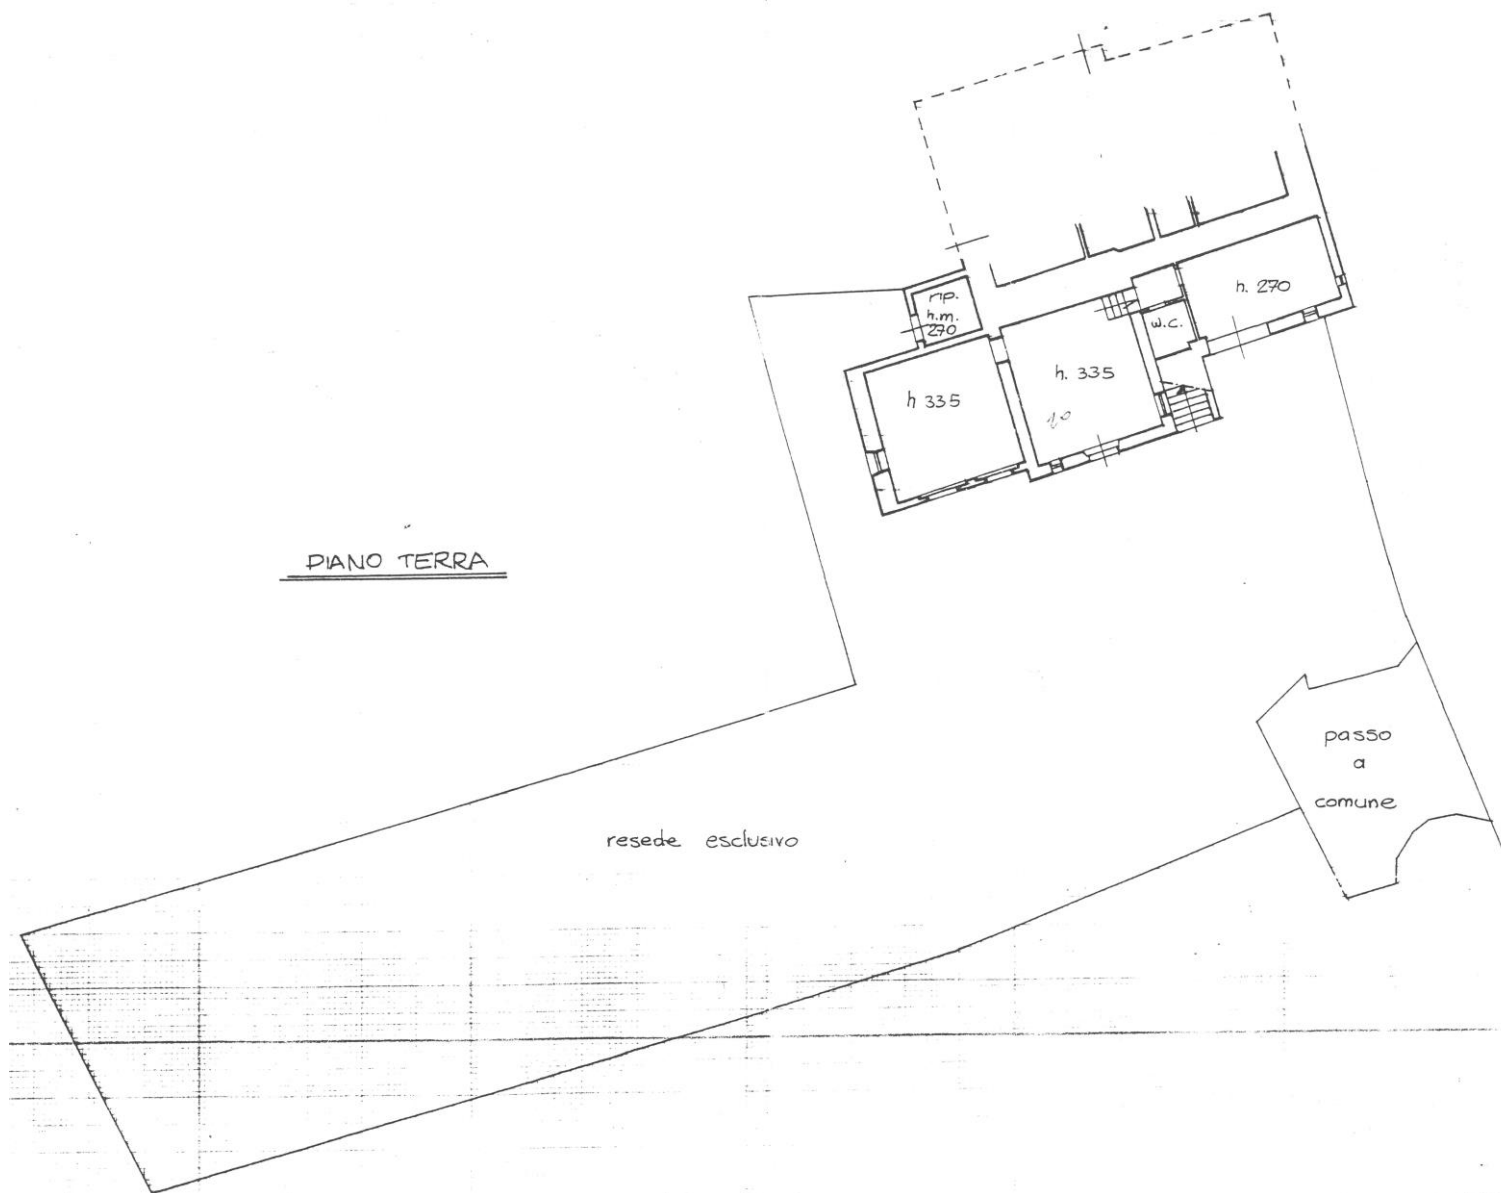 rip.
h.m.
270
h. 270
w.c.
h. 335
h 335
PIANO TERRA
passo
a
comune
resede esclusivo